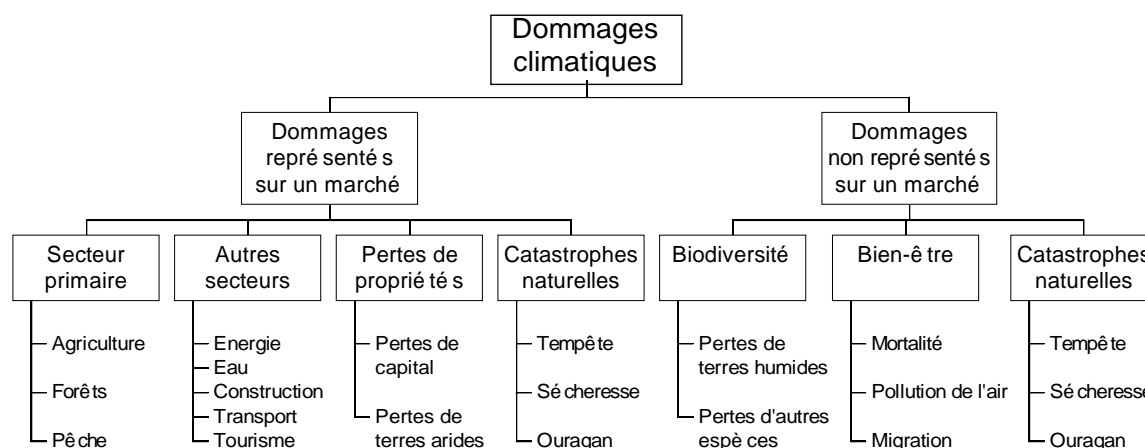 Dommages
climatiques
Dommages
représentés
sur un marché
Dommages
non représentés
sur un marché
Secteur
primaire
Autres
secteurs
Pertes de
propriétés
Catastrophes
naturelles
Biodiversité
Bien-être
Catastrophes
naturelles
Agriculture
Forêts
Pêche
Energie
Eau
Construction
Transport
Tourisme
Pertes de
capital
Pertes de
terres arides
Tempête
Sécheresse
Ouragan
Pertes de
terres humides
Pertes d'autres
espèces
Mortalité
Pollution de l'air
Migration
Tempête
Sécheresse
Ouragan